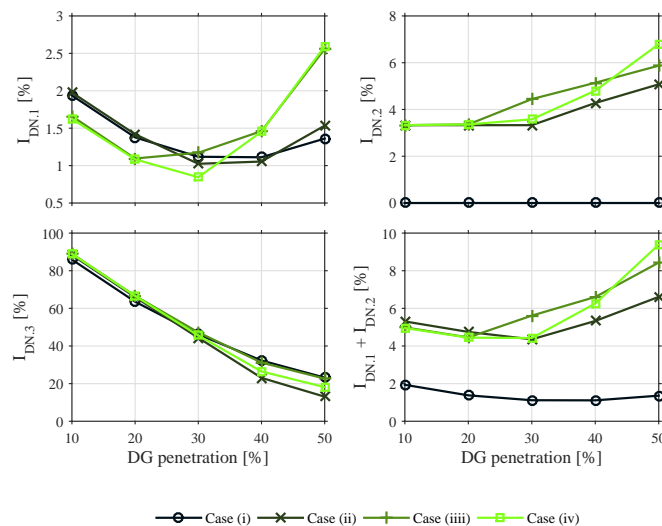 3
2.5
2
1.5
1
0.5
I_DN.1 [%]
8
6
4
2
0
I_DN.2 [%]
100
80
60
40
20
0
I_DN.3 [%]
10 20 30 40 50
DG penetration [%]
10
8
6
4
2
0
I_DN.1 + I_DN.2 [%]
10 20 30 40 50
DG penetration [%]
Case (i) Case (ii) Case (iiii) Case (iv)